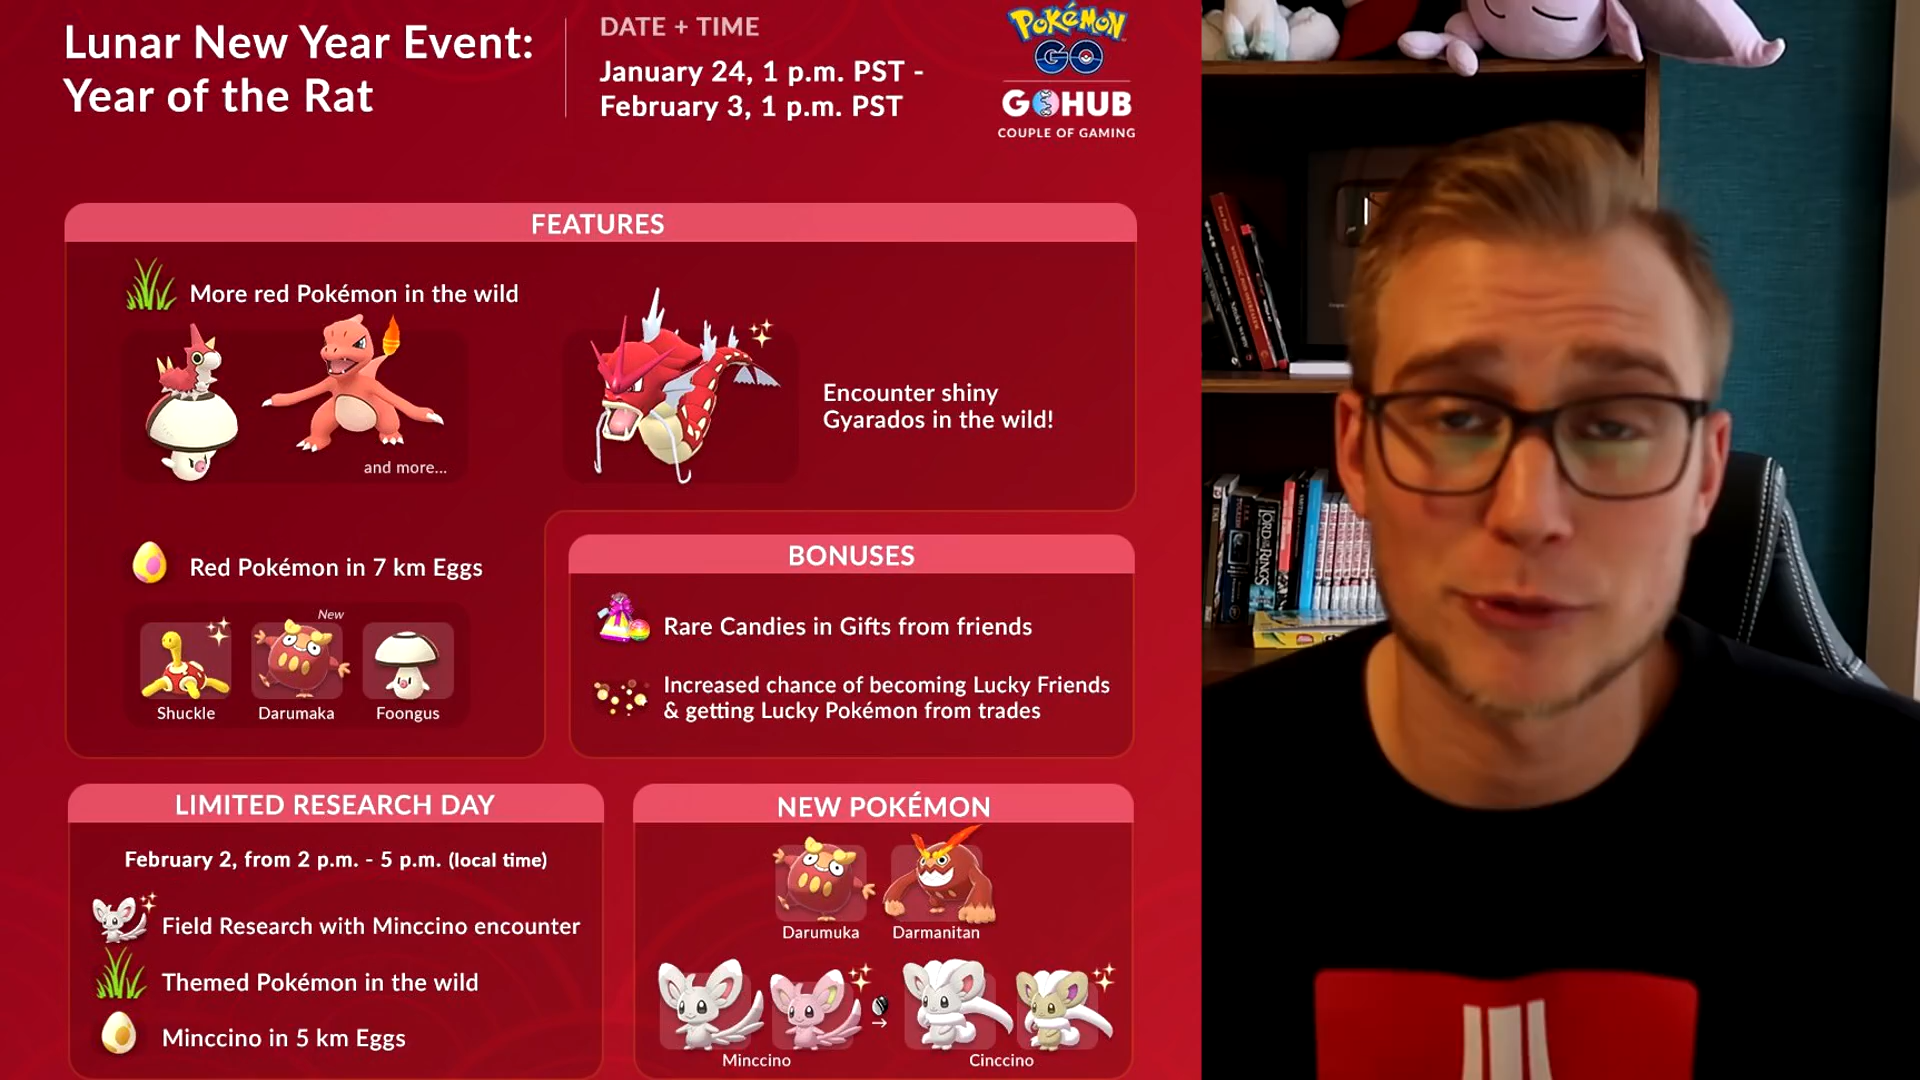 Lunar New Year Event:
Year of the Rat
DATE + TIME
January 24, 1 p.m. PST -
February 3, 1 p.m. PST
POKéMON
GO
GOHUB
COUPLE OF GAMING
FEATURES
More red Pokémon in the wild
and more...
Encounter shiny
Gyarados in the wild!
Red Pokémon in 7 km Eggs
New
Shuckle
Darumaka
Foongus
BONUSES
Rare Candies in Gifts from friends
Increased chance of becoming Lucky Friends
& getting Lucky Pokémon from trades
LIMITED RESEARCH DAY
February 2, from 2 p.m. - 5 p.m. (local time)
Field Research with Minccino encounter
Themed Pokémon in the wild
Minccino in 5 km Eggs
NEW POKÉMON
Darumuka
Darmanitan
Minccino
Cinccino
LORD OF THE RINGS